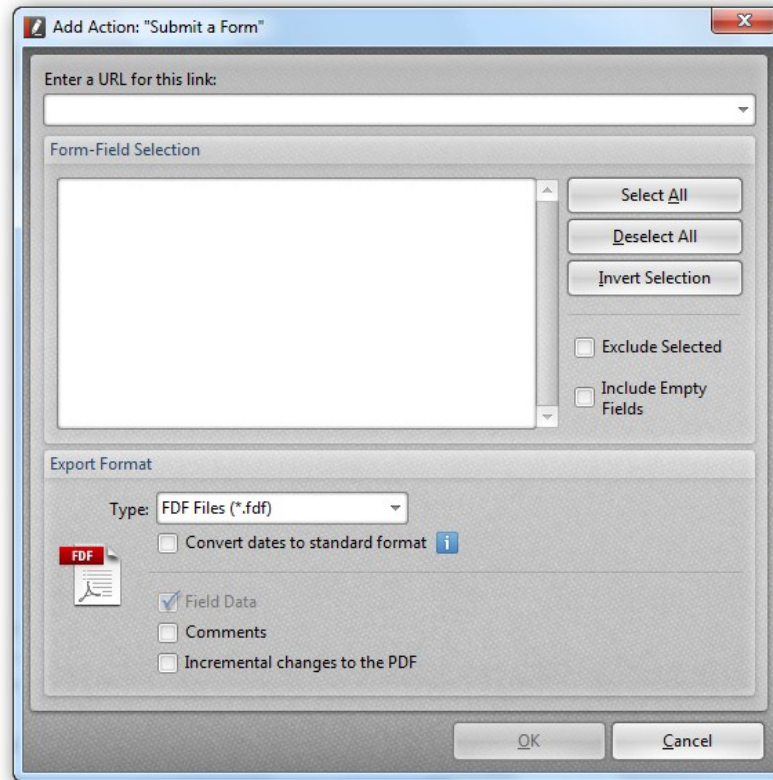 Add Action: "Submit a Form"
Enter a URL for this link:
Form-Field Selection
Select All
Deselect All
Invert Selection
Exclude Selected
Include Empty
Fields
Export Format
Type: FDF Files (*.fdf)
Convert dates to standard format i
FDF
Field Data
Comments
Incremental changes to the PDF
OK Cancel